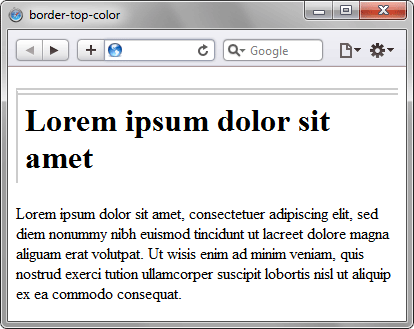 border-top-color
Google
Lorem ipsum dolor sit
amet
Lorem ipsum dolor sit amet, consectetuer adipiscing elit, sed
diem nonummy nibh euismod tincidunt ut lacreet dolore magna
aliguam erat volutpat. Ut wisis enim ad minim veniam, quis
nostrud exerci tution ullamcorper suscipit lobortis nisl ut aliquip
ex ea commodo consequat.